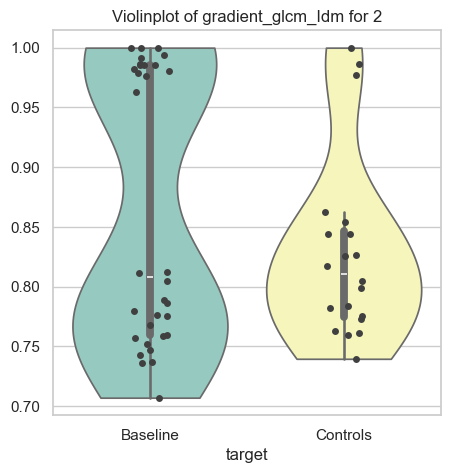 Violinplot of gradient_glcm_Idm for 2
1.00
0.95
0.90
0.85
0.80
0.75
0.70
Baseline
Controls
target